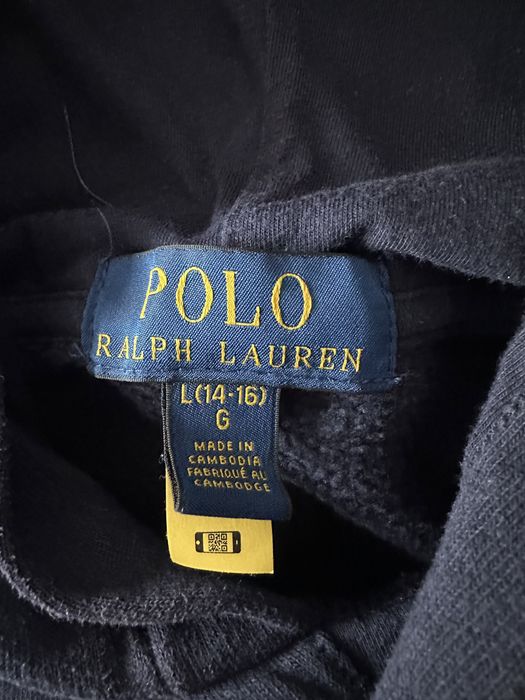 POLO
RALPH LAUREN
L(14-16)
G
MADE IN
CAMBODIA
FABRIQUÉ AU
CAMBODGE